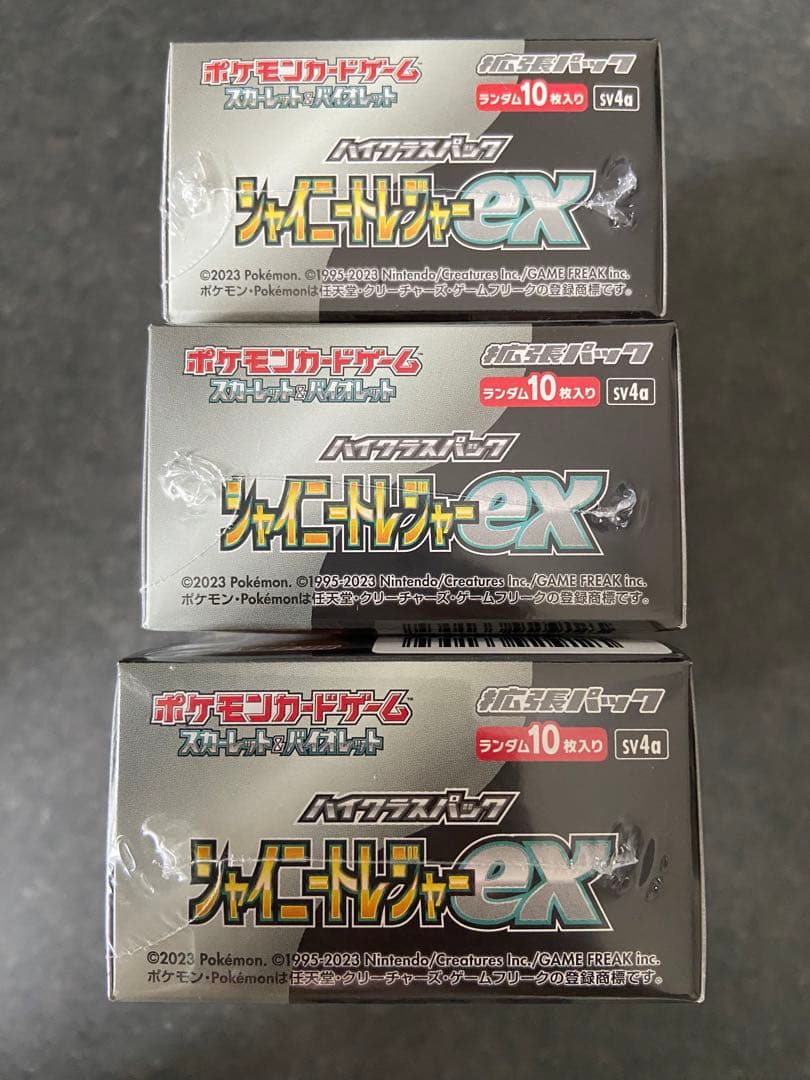 ポケモンカードゲーム 拡張パック
スカーレット&バイオレット ランダム10枚入り sv4a
ハイクラスパック
シャイニートレジャーex
©2023 Pokémon. ©1995-2023 Nintendo/Creatures Inc./GAME FREAK inc.
ポケモン・Pokémonは任天堂・クリーチャーズ・ゲームフリークの登録商標です。
ポケモンカードゲーム™ 拡張パック
スカーレット&バイオレット ランダム10枚入り sv4a
ハイクラスパック
シャイニートレジャーex
©2023 Pokémon. ©1995-2023 Nintendo/Creatures Inc./GAME FREAK inc.
ポケモン・Pokémonは任天堂・クリーチャーズ・ゲームフリークの登録商標です。
ポケモンカードゲーム™ 拡張パック
スカーレット&バイオレット ランダム10枚入り sv4a
ハイクラスパック
シャイニートレジャーex
©2023 Pokémon. ©1995-2023 Nintendo/Creatures Inc./GAME FREAK inc.
ポケモン・Pokémonは任天堂・クリーチャーズ・ゲームフリークの登録商標です。